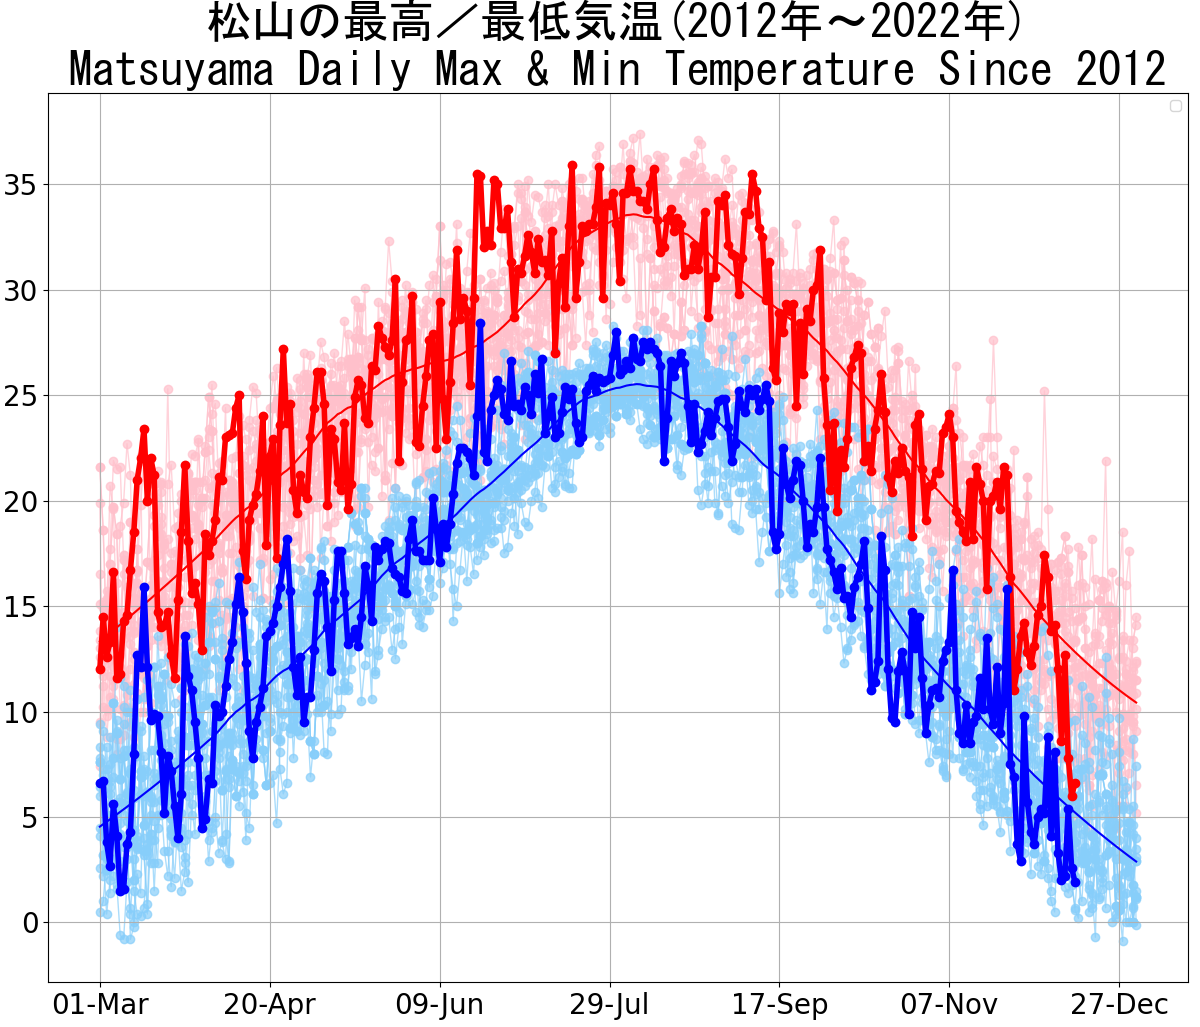 松山の最高／最低気温(2012年～2022年)
Matsuyama Daily Max & Min Temperature Since 2012
35
30
25
20
15
10
5
0
01-Mar 20-Apr 09-Jun 29-Jul 17-Sep 07-Nov 27-Dec